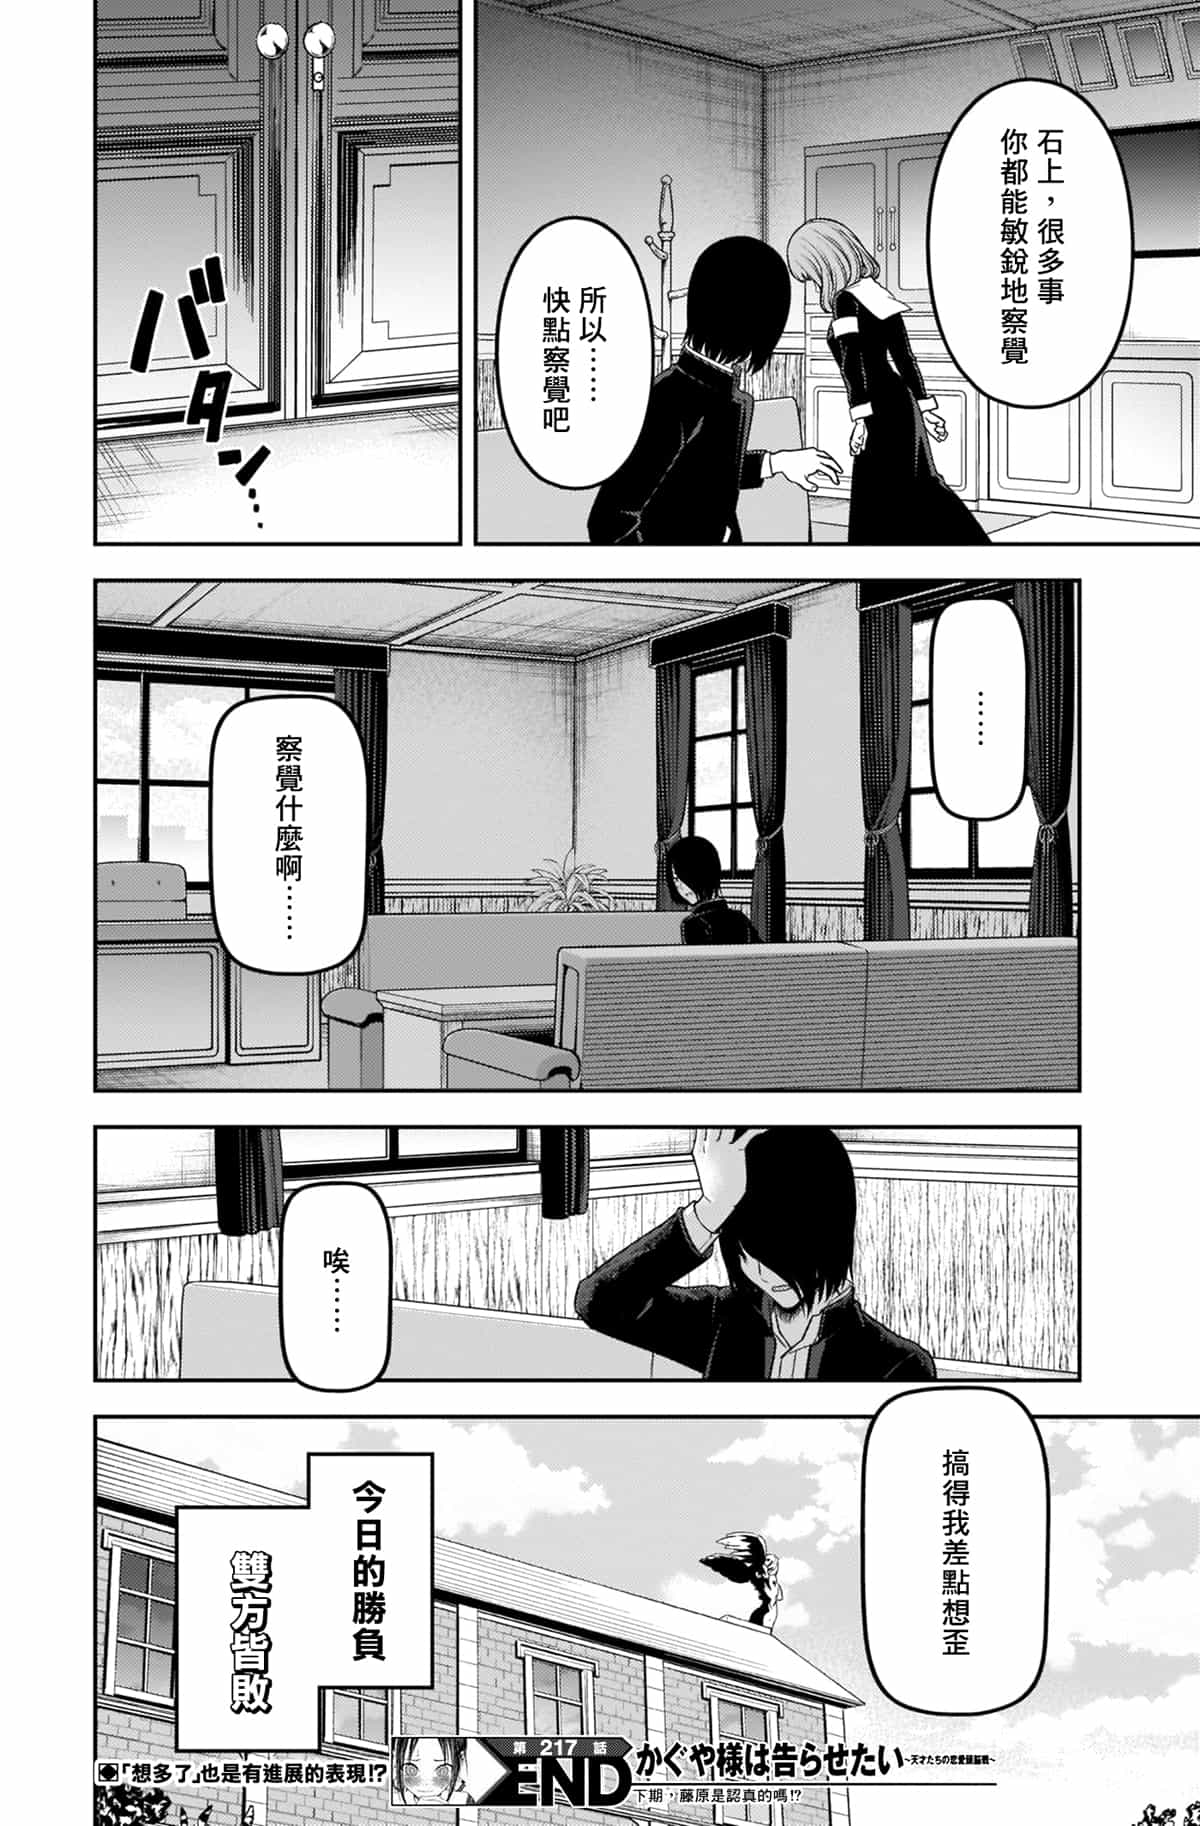 石上，很多事
你都能敏銳地察覺
所以……
快點察覺吧
バタン…
……
察覺什麼啊……
唉……
搞得我差點想歪
今日的勝負
雙方皆敗
◆「想多了」也是有進展的表現!?
第 217 話
END
かぐや様は告らせたい
~天才たちの恋愛頭脳戦~
下期，藤原是認真的嗎!?